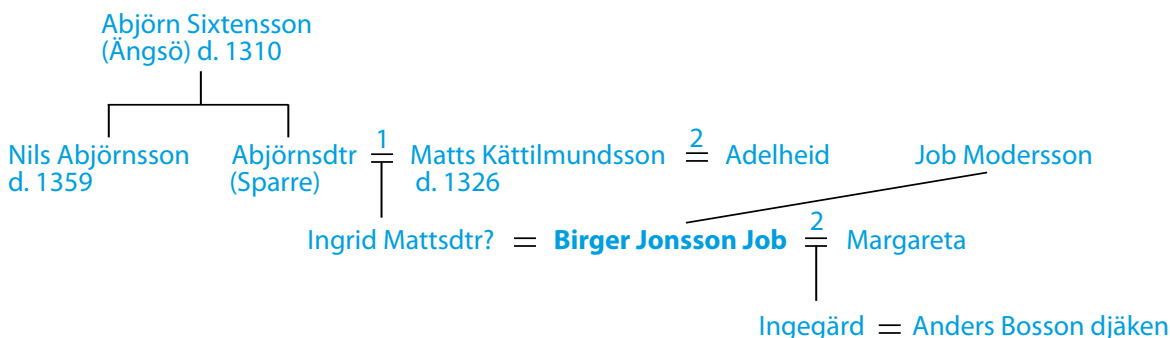 Abjörn Sixtensson
(Ängsö) d. 1310
Nils Abjörnsson
d. 1359
Abjörnsdtr
(Sparre)
1
Matts Kättilmundsson
d. 1326
2
Adelheid
Job Modersson
Ingrid Mattsdtr? = Birger Jonsson Job
2
Margareta
Ingegärd = Anders Bosson djäken